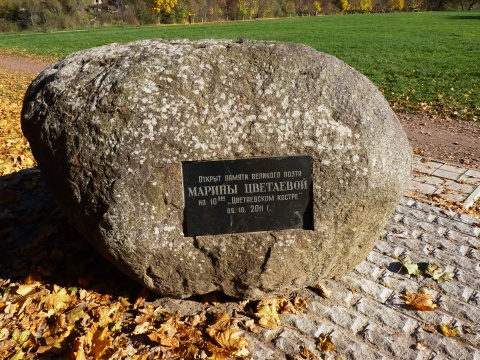 Открыт памяти великого поэта
МАРИНЫ ЦВЕТАЕВОЙ
на 10ом "Цветаевском костре"
09.10.2011 г.